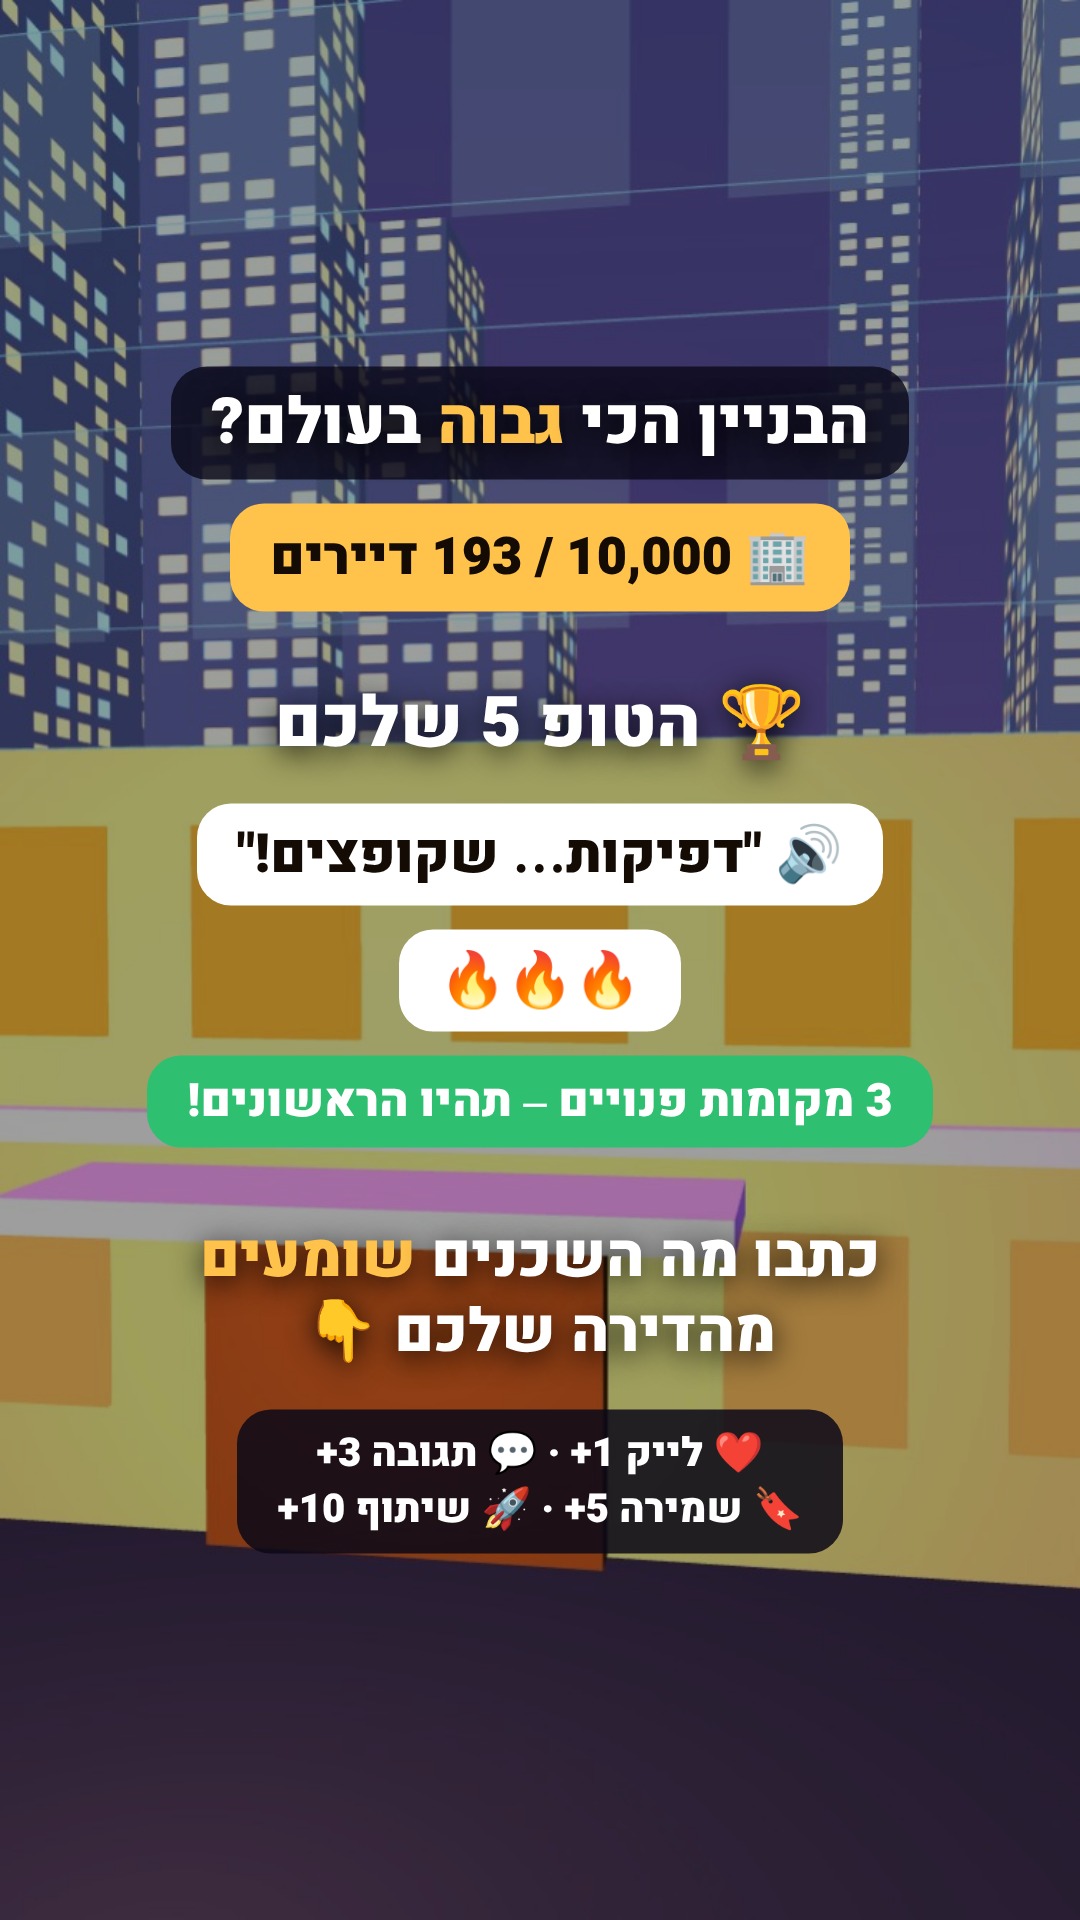 הבניין הכי גבוה בעולם?
🏢 193 / 10,000 דיירים
🏆 הטופ 5 שלכם
🔊 "דפיקות... שקופצים!"
🔥🔥🔥
3 מקומות פנויים – תהיו הראשונים!
כתבו מה השכנים שומעים
מהדירה שלכם 👇
❤️ לייק +1 · 💬 תגובה +3
🔖 שמירה +5 · 🚀 שיתוף +10